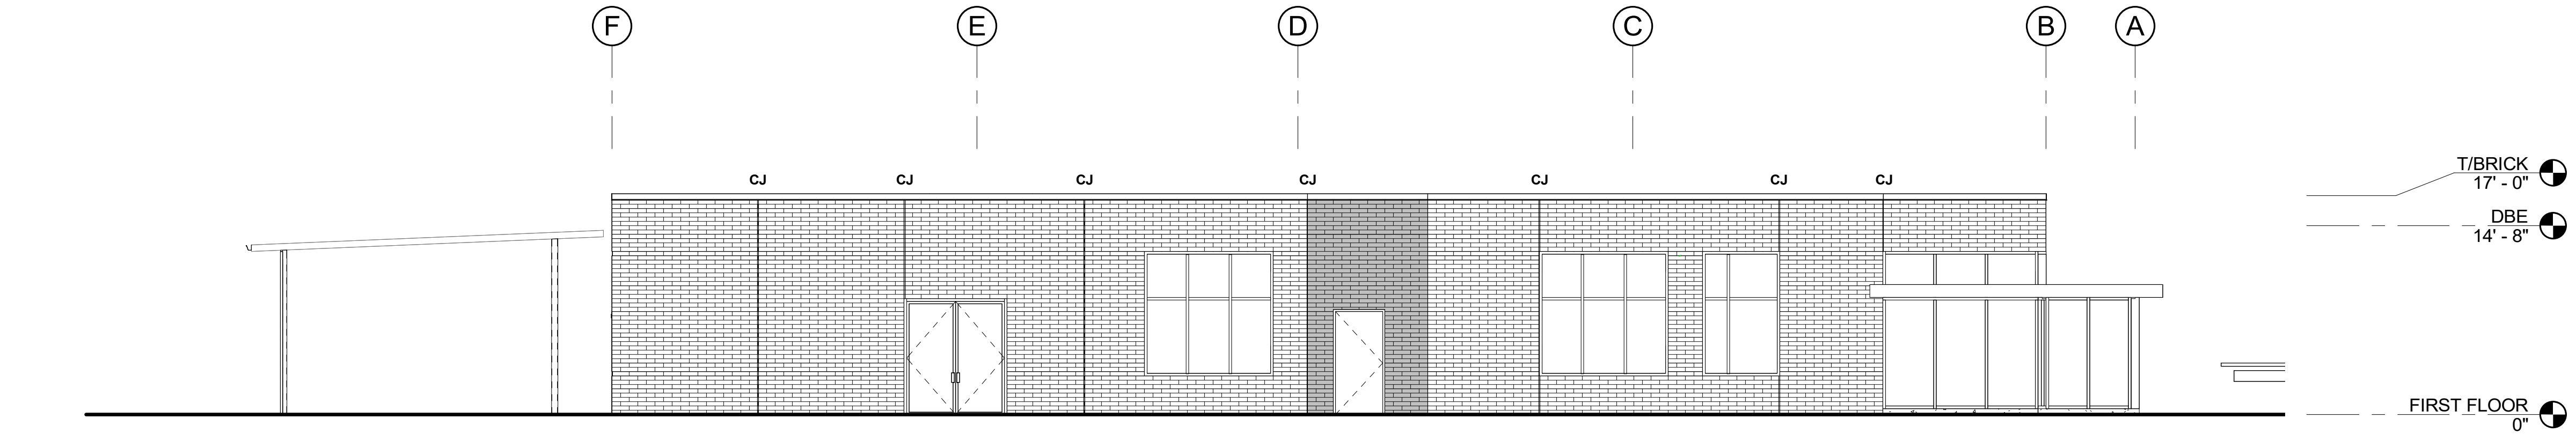 F E D C B A
CJ CJ CJ CJ CJ CJ CJ
T/BRICK
17' - 0"
DBE
14' - 8"
FIRST FLOOR
0"